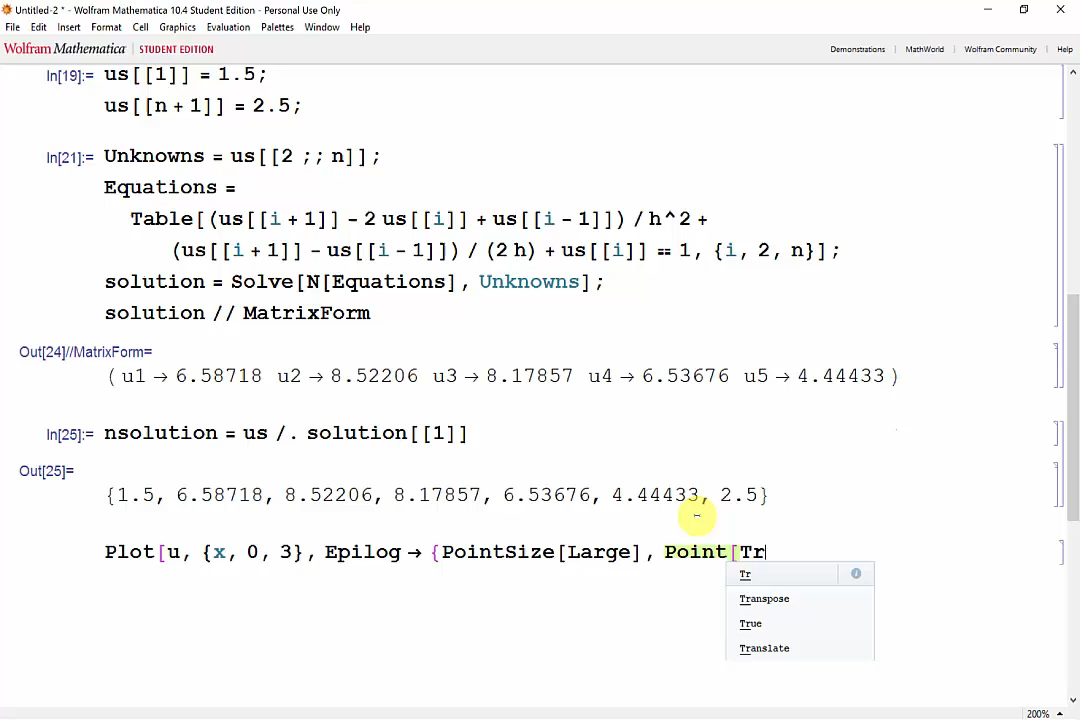 Untitled-2 * - Wolfram Mathematica 10.4 Student Edition - Personal Use Only
File Edit Insert Format Cell Graphics Evaluation Palettes Window Help
Wolfram Mathematica | STUDENT EDITION Demonstrations MathWorld Wolfram Community Help
In[19]:= us[[1]] = 1.5;
us[[n + 1]] = 2.5;
In[21]:= Unknowns = us[[2 ;; n]];
Equations =
Table[(us[[i + 1]] - 2 us[[i]] + us[[i - 1]]) / h^2 +
(us[[i + 1]] - us[[i - 1]]) / (2 h) + us[[i]] == 1, {i, 2, n}];
solution = Solve[N[Equations], Unknowns];
solution // MatrixForm
Out[24]//MatrixForm=
( u1 → 6.58718 u2 → 8.52206 u3 → 8.17857 u4 → 6.53676 u5 → 4.44433 )
In[25]:= nsolution = us /. solution[[1]]
Out[25]=
{1.5, 6.58718, 8.52206, 8.17857, 6.53676, 4.44433, 2.5}
Plot[u, {x, 0, 3}, Epilog → {PointSize[Large], Point[Tr
Tr
Transpose
True
Translate
200%